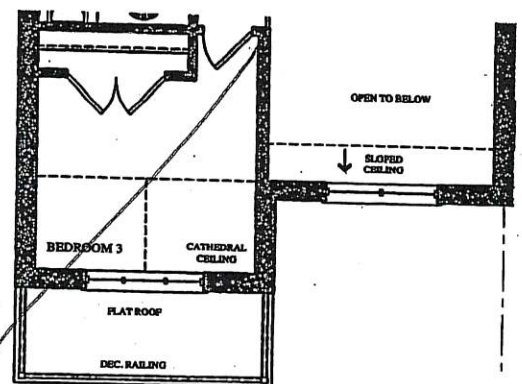 OPEN TO BELOW
SLOPED
CEILING
BEDROOM 3
CATHEDRAL
CEILING
FLAT ROOF
DEC. RAILING